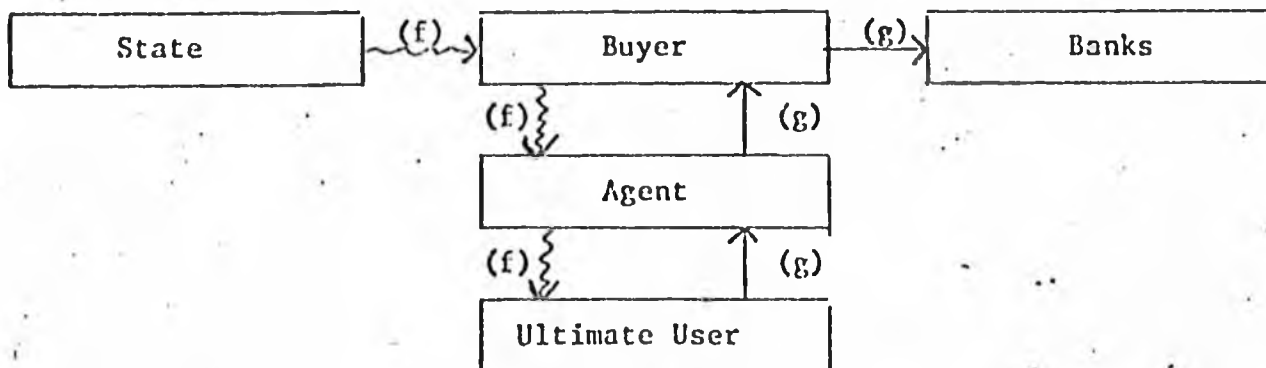 State (f) Buyer (g) Banks
(f) (g)
Agent
(f) (g)
Ultimate User